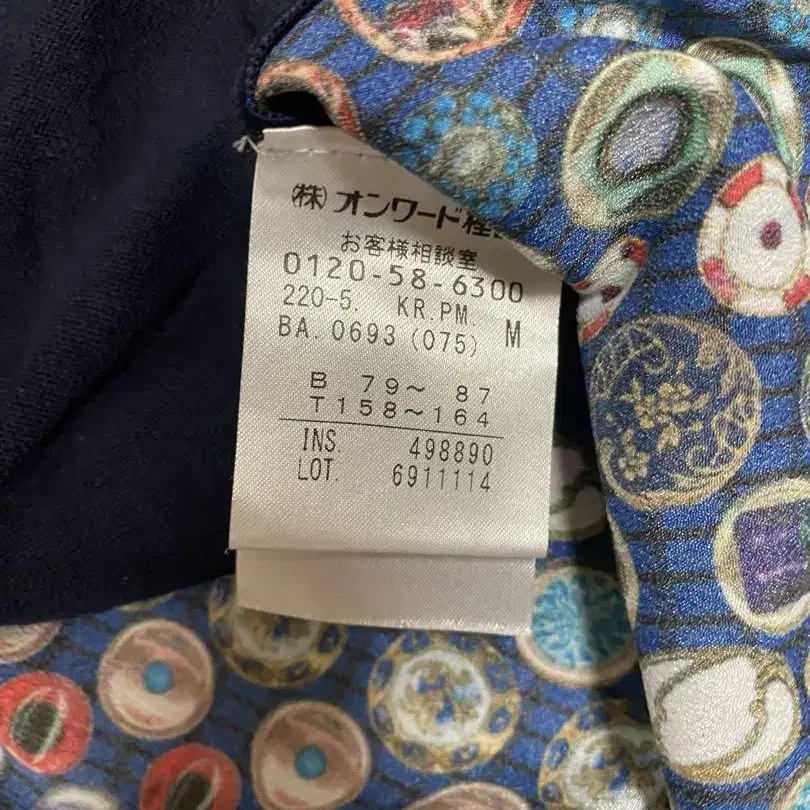 ㈱オンワード樫
お客様相談室
0120-58-6300
220-5. KR.PM.
BA.0693(075) M
B 79〜 87
T158〜164
INS. 498890
LOT. 6911114